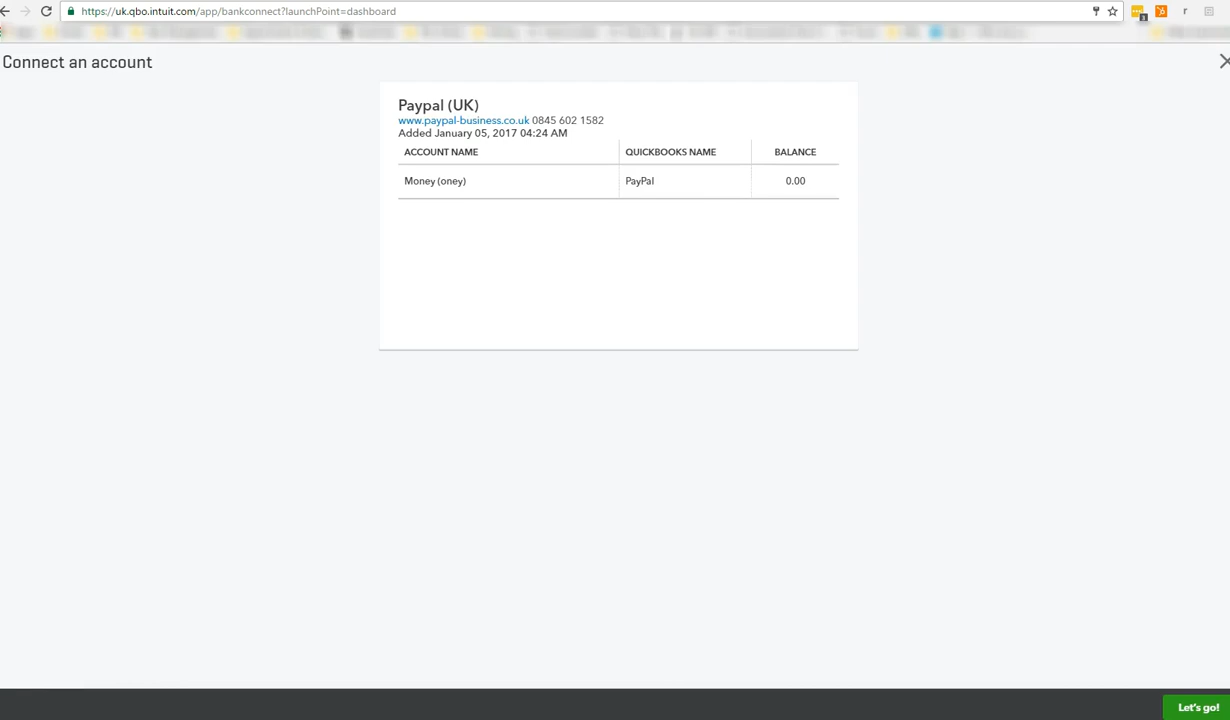 https://uk.qbo.intuit.com/app/bankconnect?launchPoint=dashboard
Connect an account
Paypal (UK)
www.paypal-business.co.uk 0845 602 1582
Added January 05, 2017 04:24 AM
ACCOUNT NAME QUICKBOOKS NAME BALANCE
Money (oney) PayPal 0.00
Let's go!